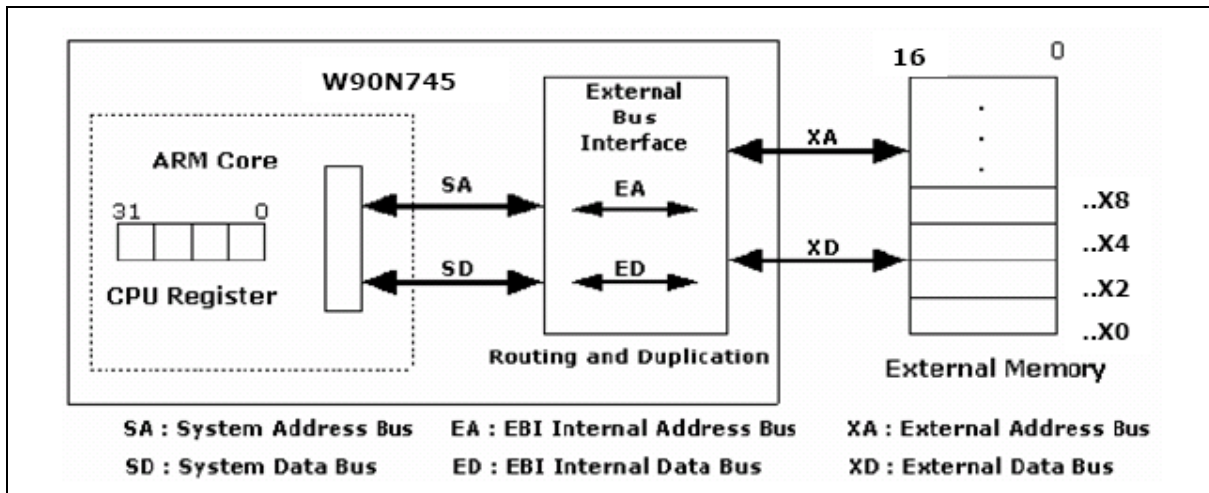 W90N745
ARM Core
31 0
CPU Register
SA
SD
External
Bus
Interface
EA
ED
Routing and Duplication
XA
XD
16 0
..X8
..X4
..X2
..X0
External Memory
SA : System Address Bus EA : EBI Internal Address Bus XA : External Address Bus
SD : System Data Bus ED : EBI Internal Data Bus XD : External Data Bus